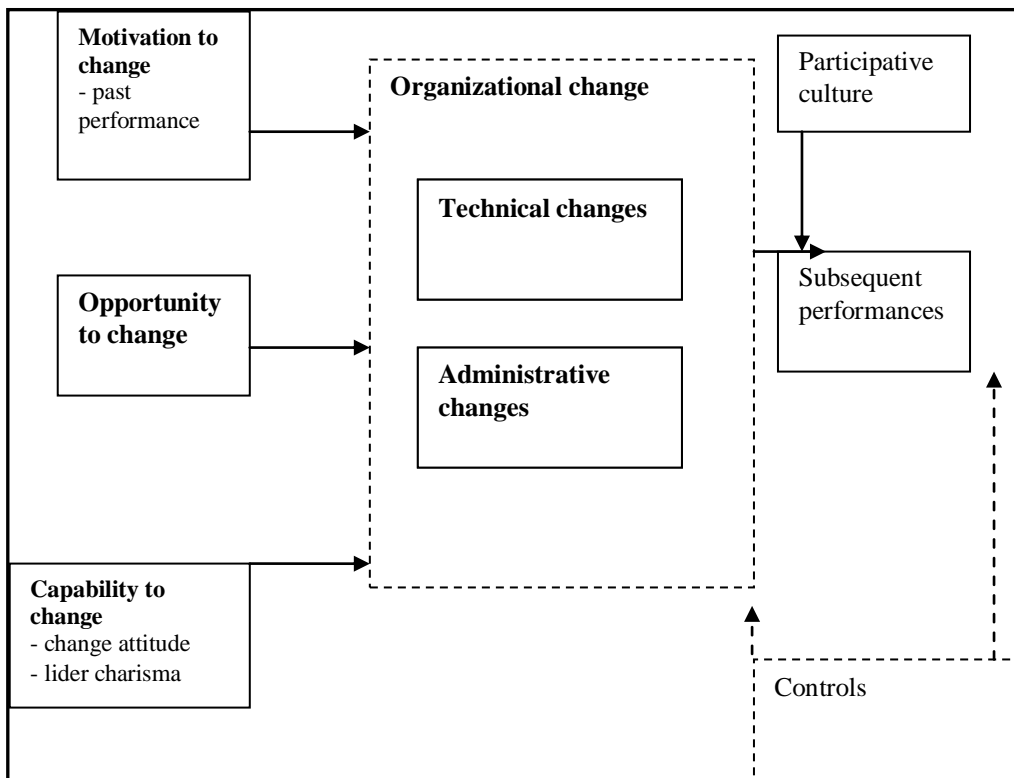 Motivation to
change
- past
performance
Opportunity
to change
Capability to
change
- change attitude
- lider charisma
Organizational change
Technical changes
Administrative
changes
Participative
culture
Subsequent
performances
Controls